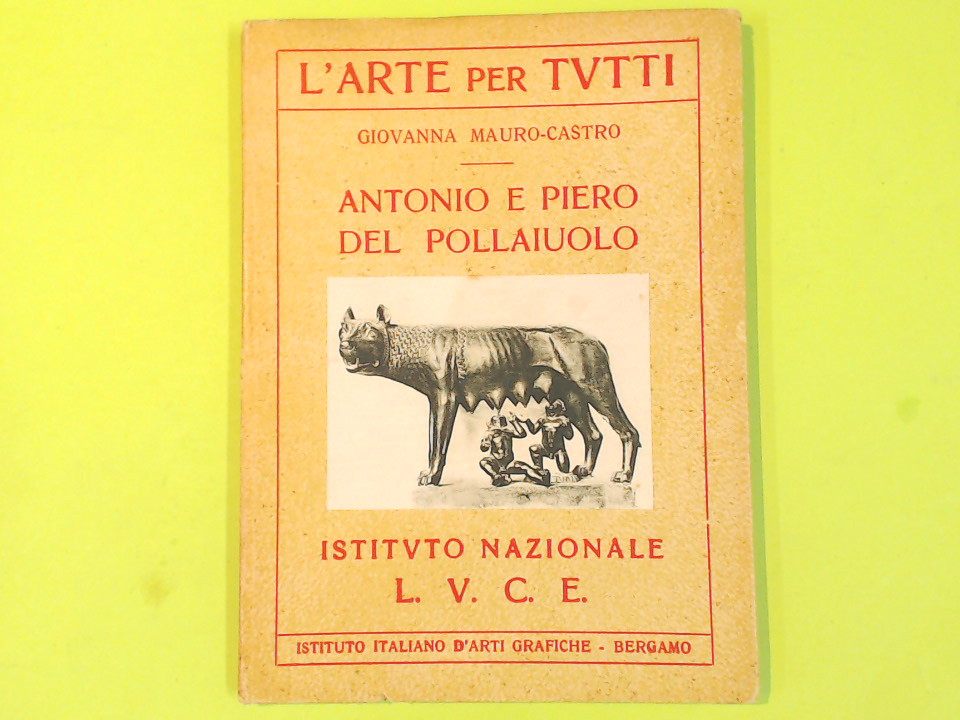 L'ARTE PER TVTTI
GIOVANNA MAURO-CASTRO
ANTONIO E PIERO
DEL POLLAIUOLO
ISTITVTO NAZIONALE
L. V. C. E.
ISTITUTO ITALIANO D'ARTI GRAFICHE - BERGAMO